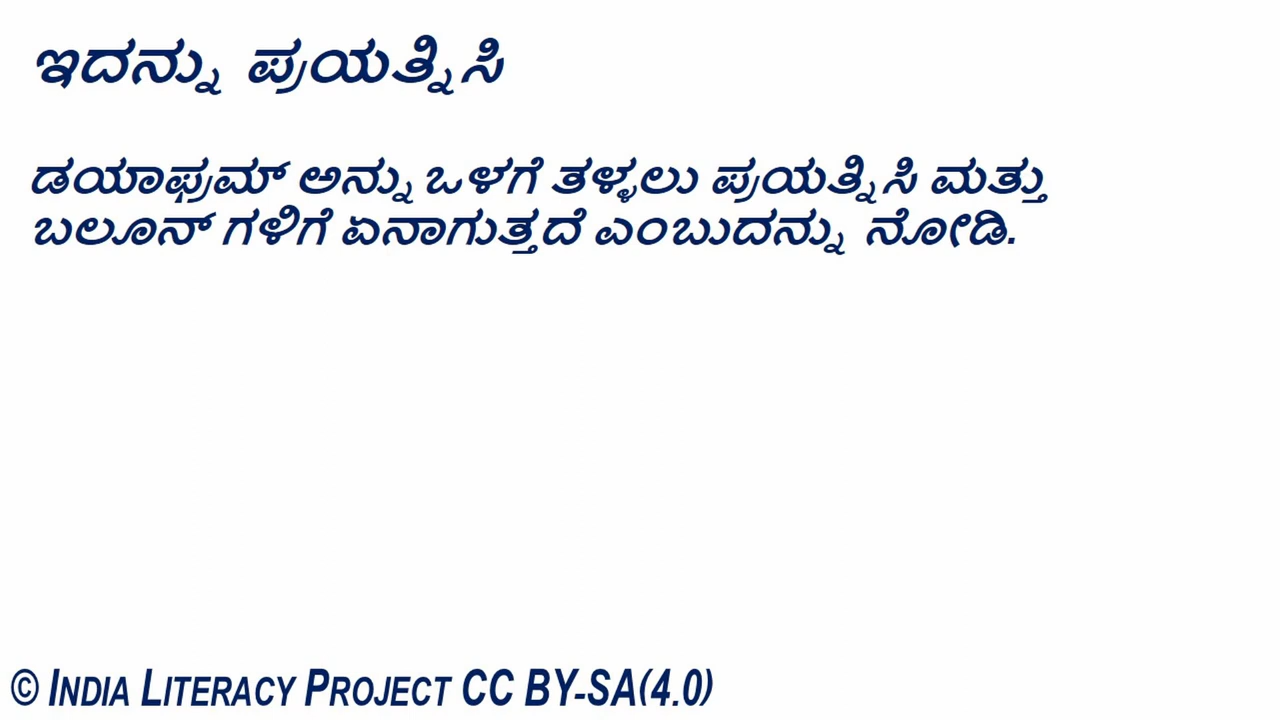 ಇದನ್ನು ಪ್ರಯತ್ನಿಸಿ
ಡಯಾಫ್ರಮ್ ಅನ್ನು ಒಳಗೆ ತಳ್ಳಲು ಪ್ರಯತ್ನಿಸಿ ಮತ್ತು
ಬಲೂನ್ ಗಳಿಗೆ ಏನಾಗುತ್ತದೆ ಎಂಬುದನ್ನು ನೋಡಿ.
© INDIA LITERACY PROJECT CC BY-SA(4.0)